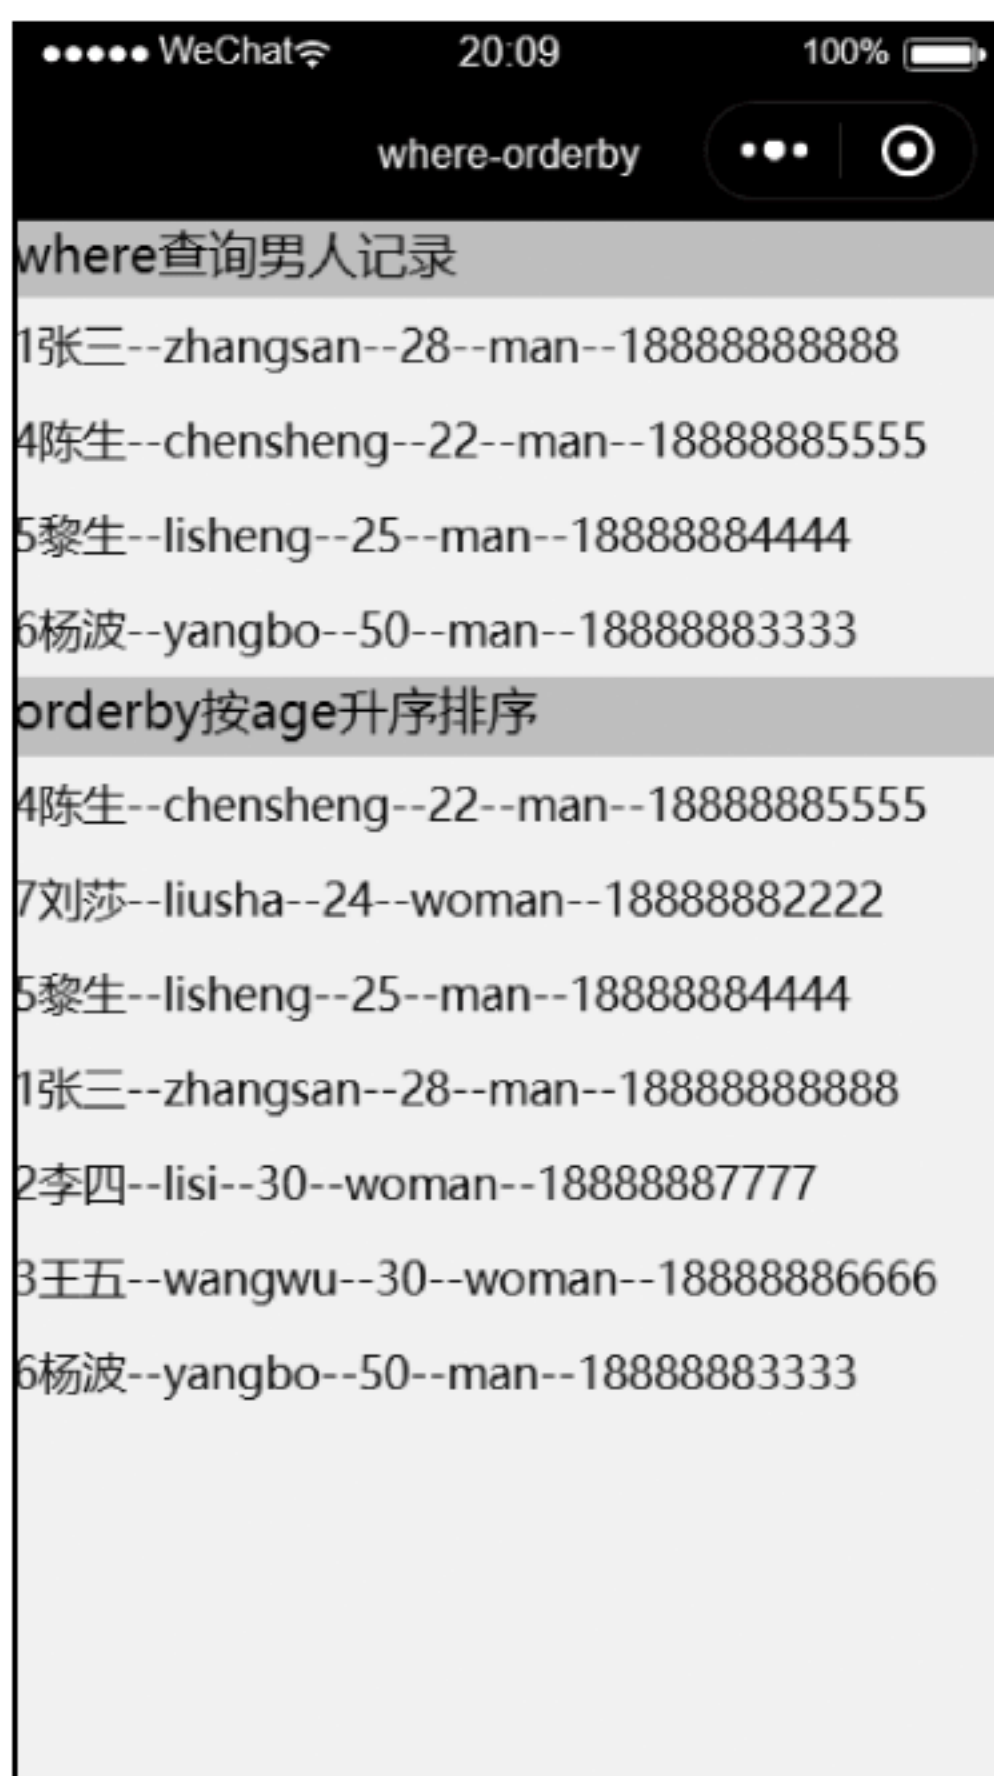 WeChat
20:09
100%
where-orderby
where查询男人记录
1张三--zhangsan--28--man--18888888888
4陈生--chensheng--22--man--18888885555
5黎生--lisheng--25--man--18888884444
6杨波--yangbo--50--man--18888883333
orderby按age升序排序
4陈生--chensheng--22--man--18888885555
7刘莎--liusha--24--woman--18888882222
5黎生--lisheng--25--man--18888884444
1张三--zhangsan--28--man--18888888888
2李四--lisi--30--woman--18888887777
3王五--wangwu--30--woman--18888886666
6杨波--yangbo--50--man--18888883333